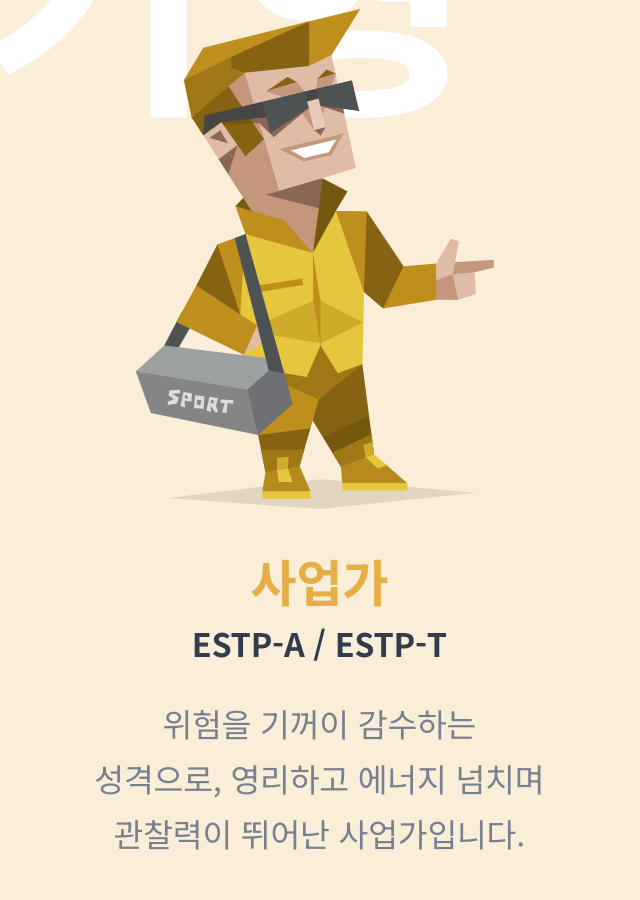 SPORT
사업가
ESTP-A / ESTP-T
위험을 기꺼이 감수하는
성격으로, 영리하고 에너지 넘치며
관찰력이 뛰어난 사업가입니다.